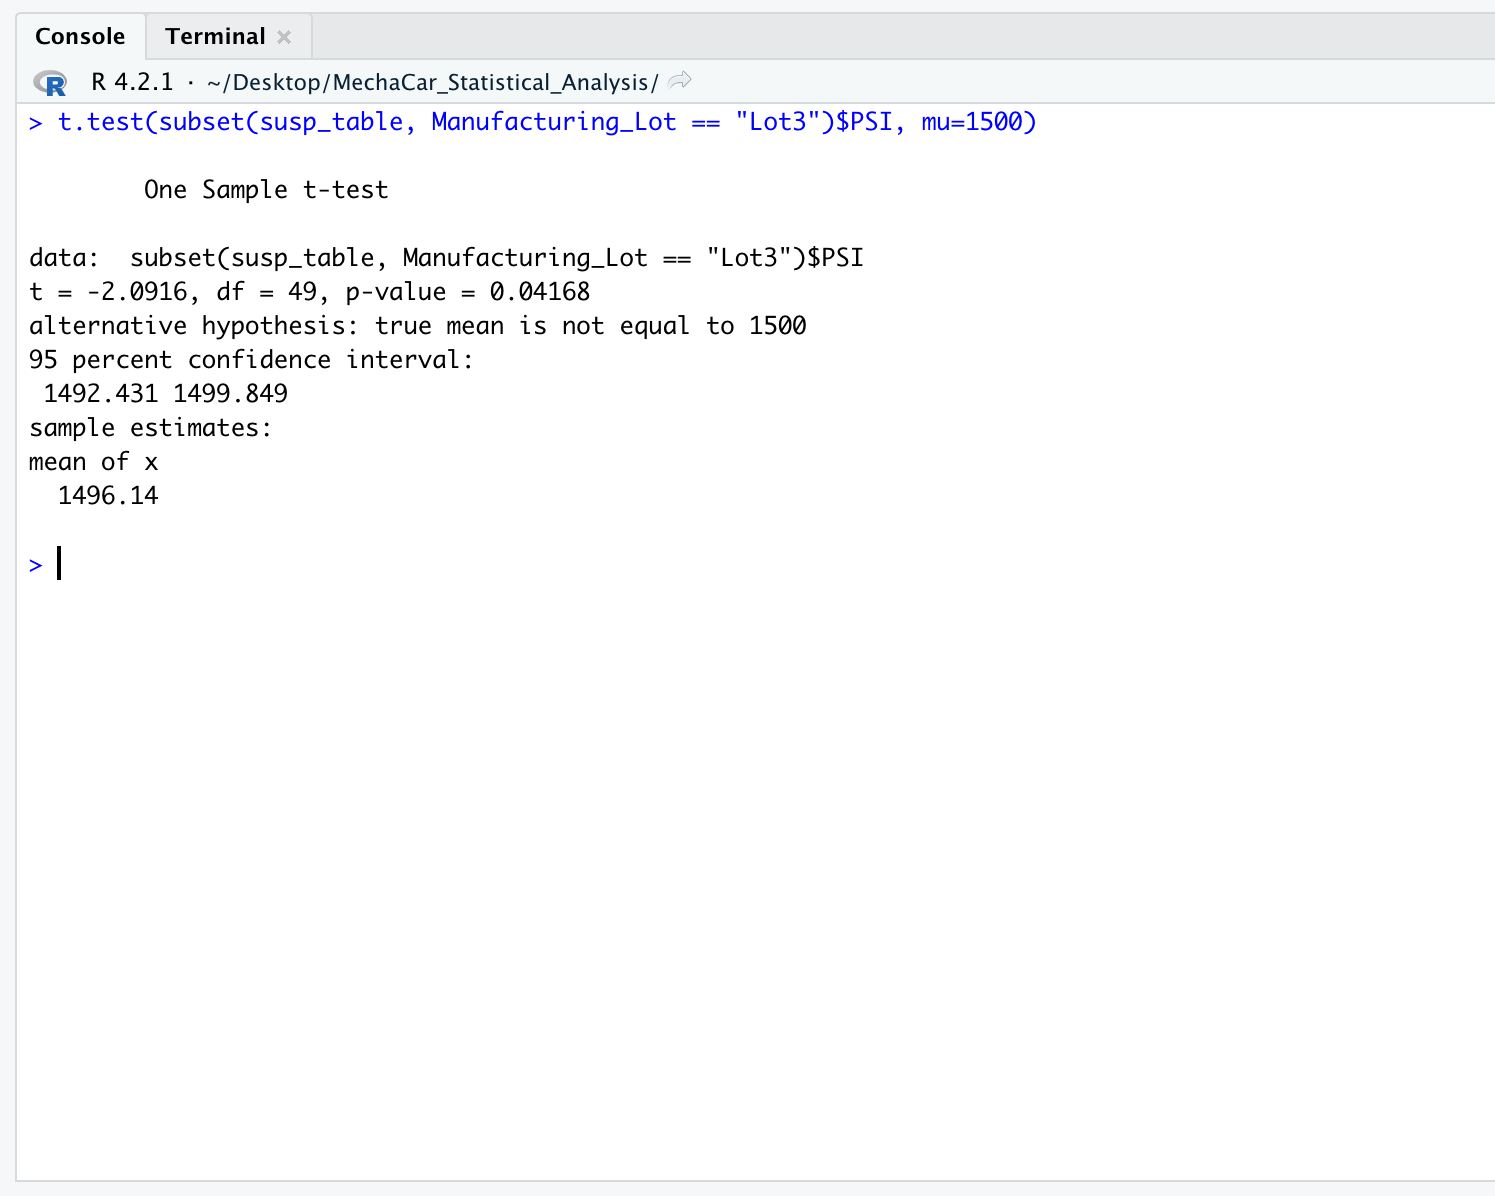 Console Terminal ×
R R 4.2.1 · ~/Desktop/MechaCar_Statistical_Analysis/
> t.test(subset(susp_table, Manufacturing_Lot == "Lot3")$PSI, mu=1500)
One Sample t-test
data:  subset(susp_table, Manufacturing_Lot == "Lot3")$PSI
t = -2.0916, df = 49, p-value = 0.04168
alternative hypothesis: true mean is not equal to 1500
95 percent confidence interval:
 1492.431 1499.849
sample estimates:
mean of x
  1496.14
>